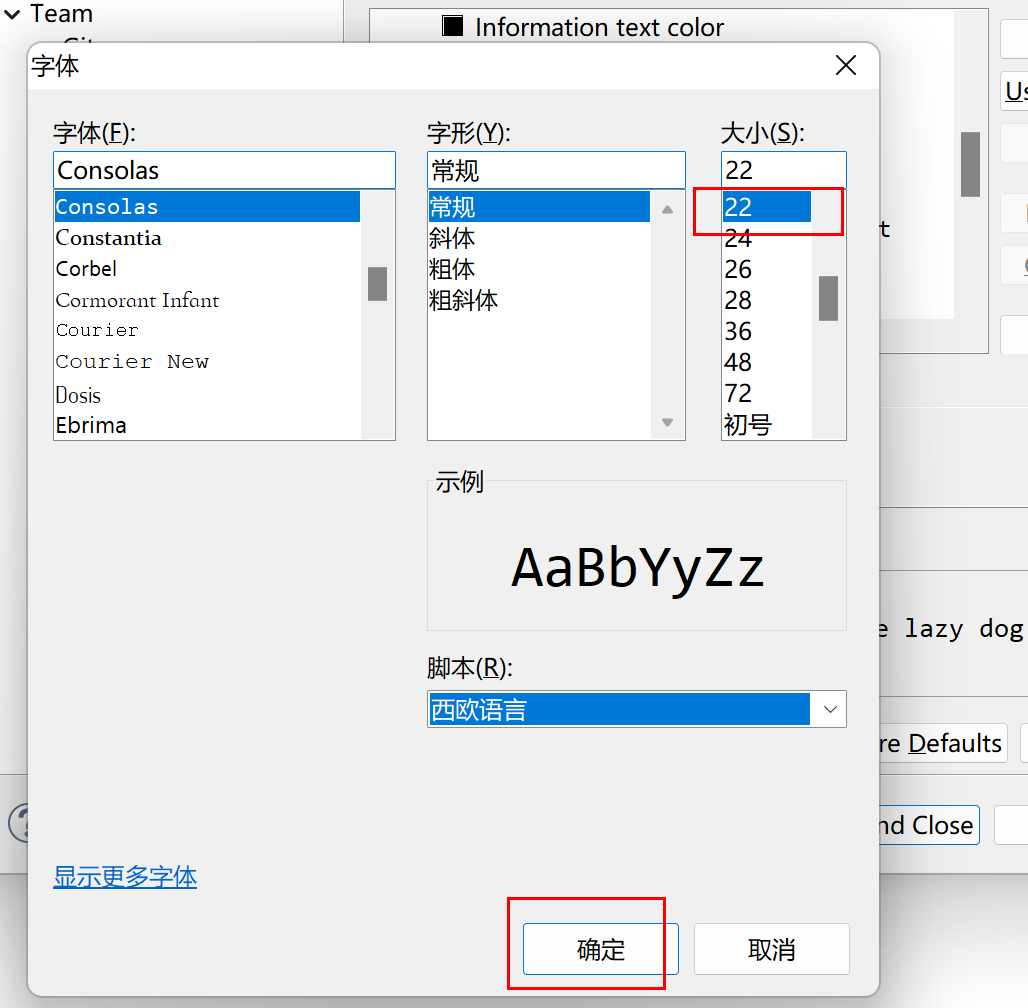 Team
Information text color
字体
字体(F):
字形(Y):
大小(S):
Consolas
常规
22
Consolas
Constantia
Corbel
Cormorant Infant
Courier
Courier New
Dosis
Ebrima
常规
斜体
粗体
粗斜体
22
24
26
28
36
48
72
初号
示例
AaBbYyZz
脚本(R):
西欧语言
lazy dog
Defaults
Close
显示更多字体
确定
取消